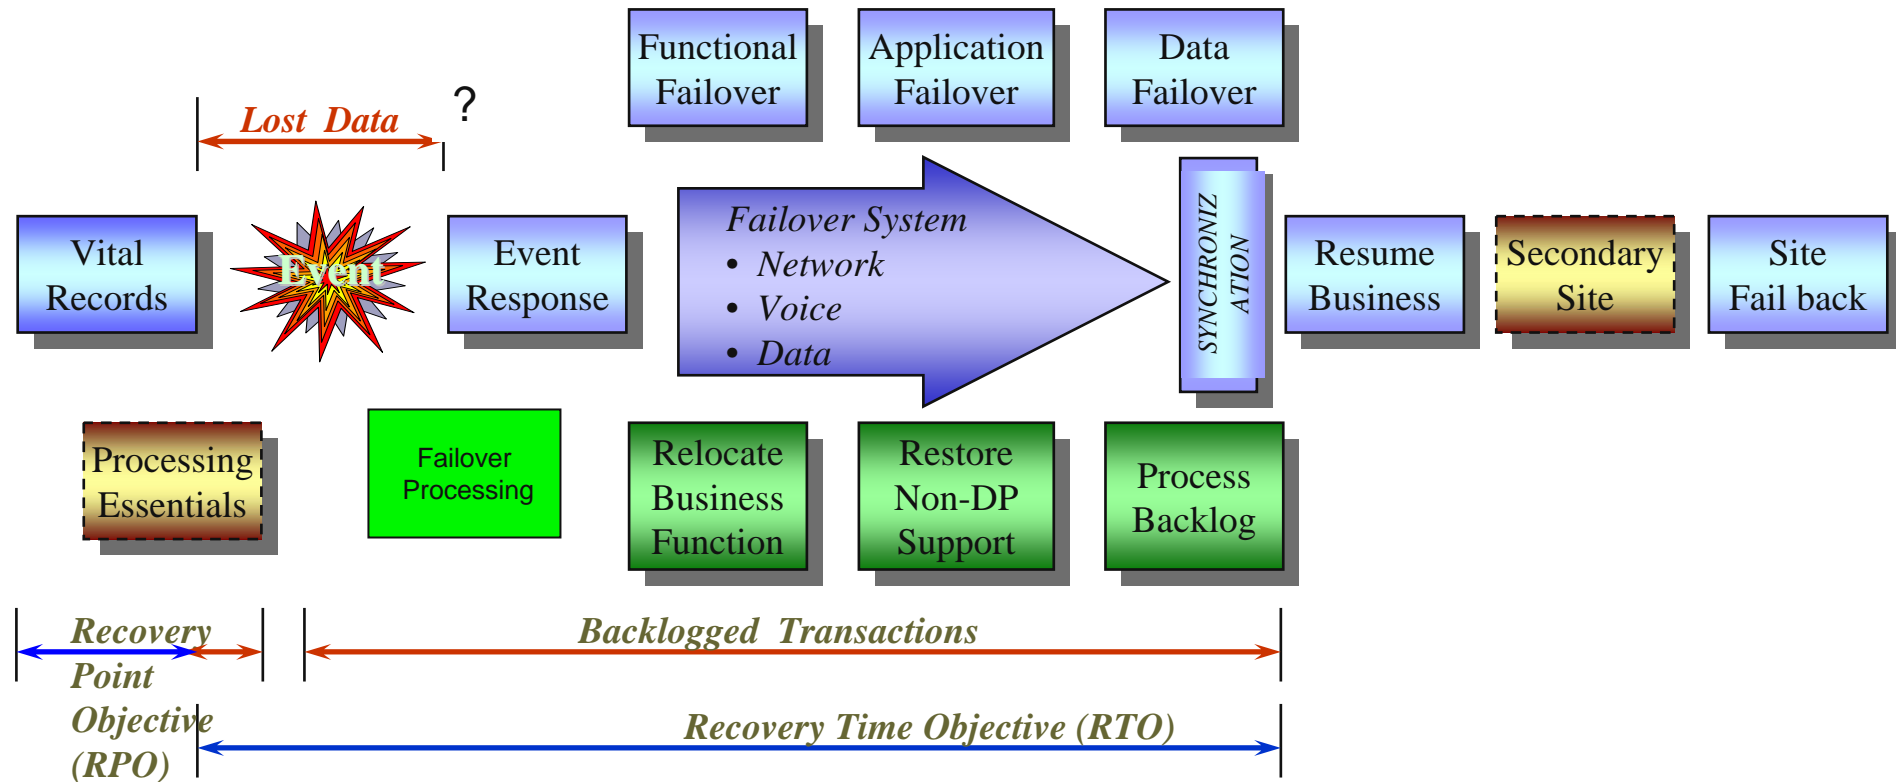 Functional
Failover
Application
Failover
Data
Failover
Lost Data
?
Vital
Records
Event
Event
Response
Failover System
• Network
• Voice
• Data
SYNCHRONIZ
ATION
Resume
Business
Secondary
Site
Site
Fail back
Processing
Essentials
Failover
Processing
Relocate
Business
Function
Restore
Non-DP
Support
Process
Backlog
Recovery
Point
Objective
(RPO)
Backlogged Transactions
Recovery Time Objective (RTO)